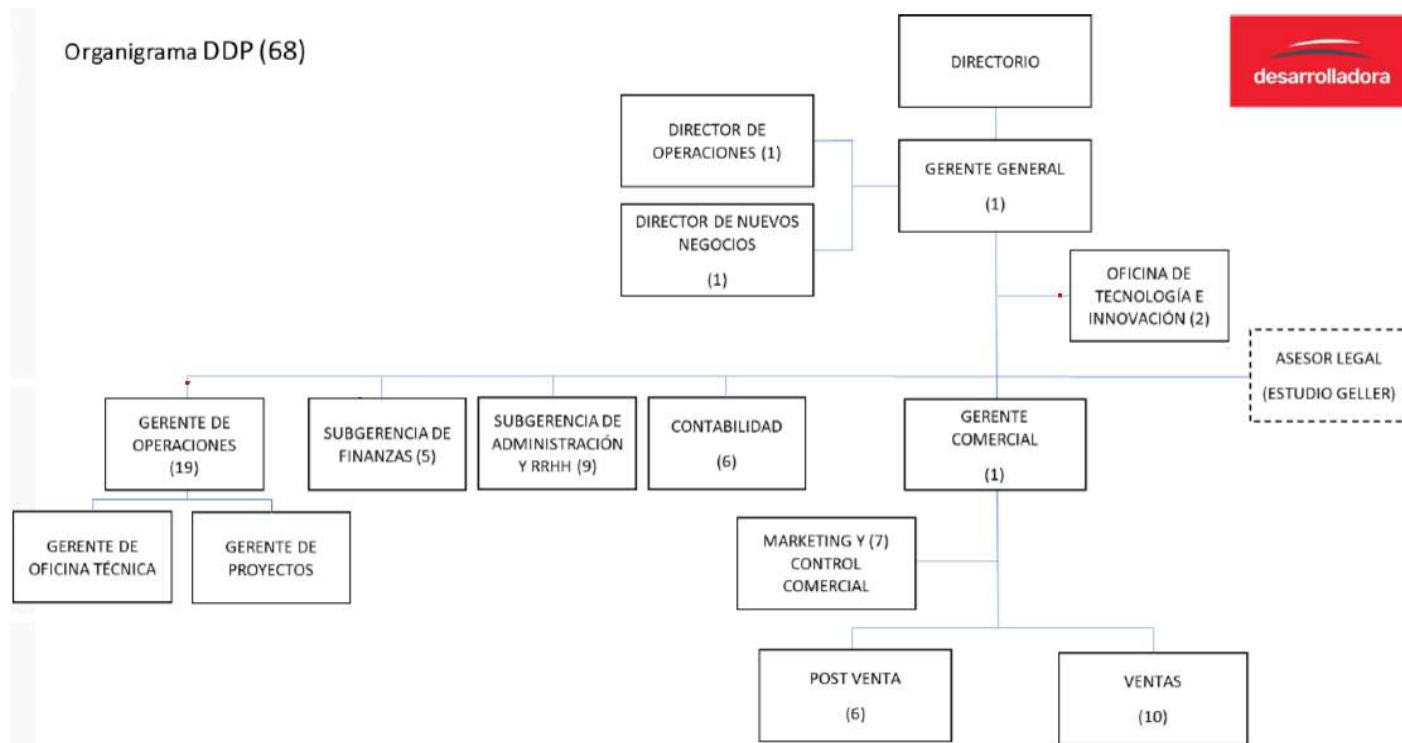 Organigrama DDP (68)
DIRECTORIO
desarrolladora
DIRECTOR DE
OPERACIONES (1)
GERENTE GENERAL
(1)
DIRECTOR DE NUEVOS
NEGOCIOS
(1)
OFICINA DE
TECNOLOGÍA E
INNOVACIÓN (2)
ASESOR LEGAL
(ESTUDIO GELLER)
GERENTE DE
OPERACIONES
(19)
SUBGERENCIA DE
FINANZAS (5)
SUBGERENCIA DE
ADMINISTRACIÓN
Y RRHH (9)
CONTABILIDAD
(6)
GERENTE
COMERCIAL
(1)
GERENTE DE
OFICINA TÉCNICA
GERENTE DE
PROYECTOS
MARKETING Y (7)
CONTROL
COMERCIAL
POST VENTA
(6)
VENTAS
(10)